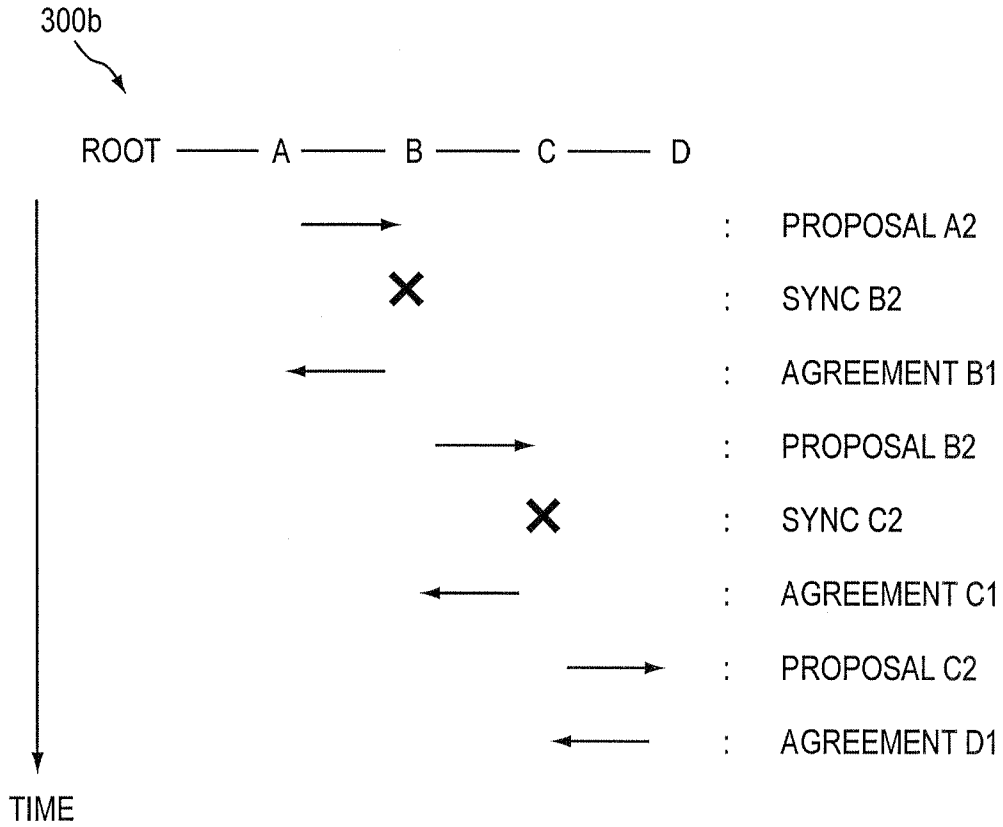 300b
ROOT A B C D
: PROPOSAL A2
: SYNC B2
: AGREEMENT B1
: PROPOSAL B2
: SYNC C2
: AGREEMENT C1
: PROPOSAL C2
: AGREEMENT D1
TIME